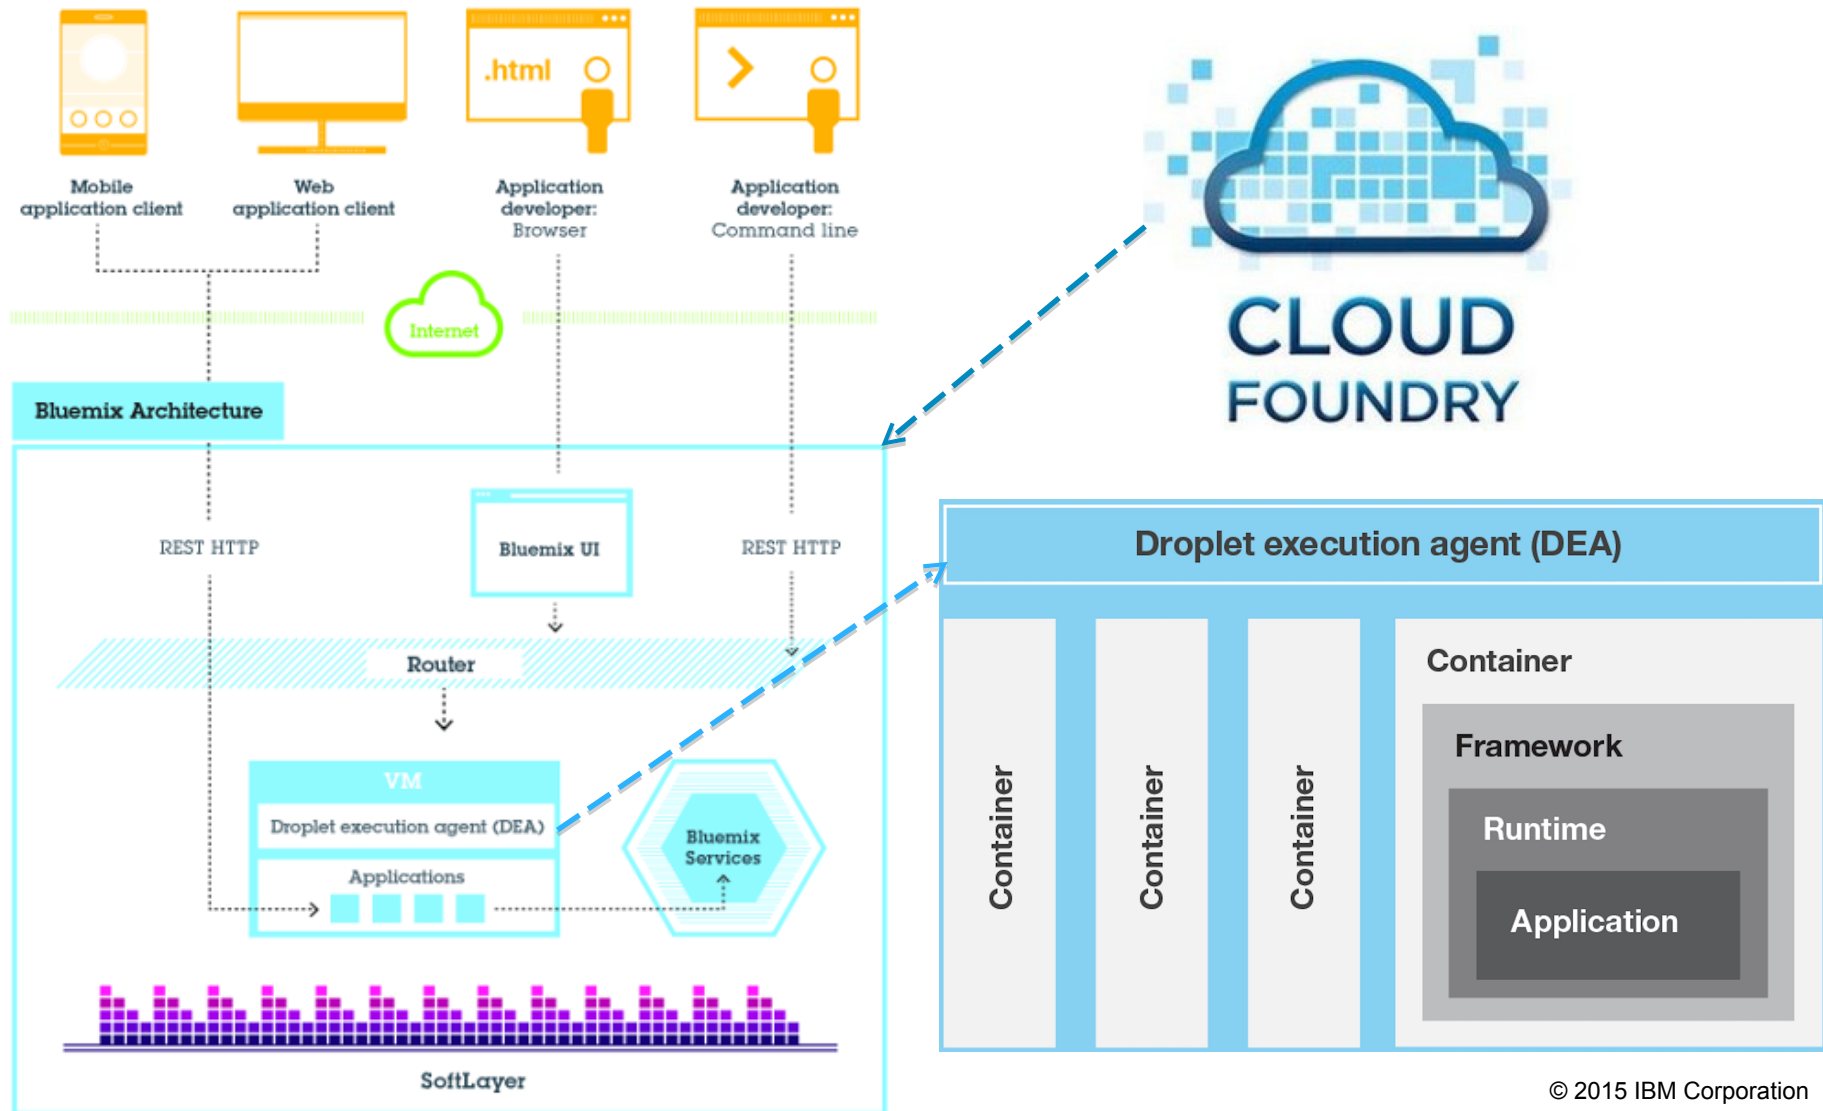 .html
Mobile
application client
Web
application client
Application
developer:
Browser
Application
developer:
Command line
Internet
Bluemix Architecture
REST HTTP
Bluemix UI
REST HTTP
Router
VM
Droplet execution agent (DEA)
Applications
Bluemix
Services
SoftLayer
CLOUD
FOUNDRY
Droplet execution agent (DEA)
Container
Container
Container
Container
Framework
Runtime
Application
© 2015 IBM Corporation